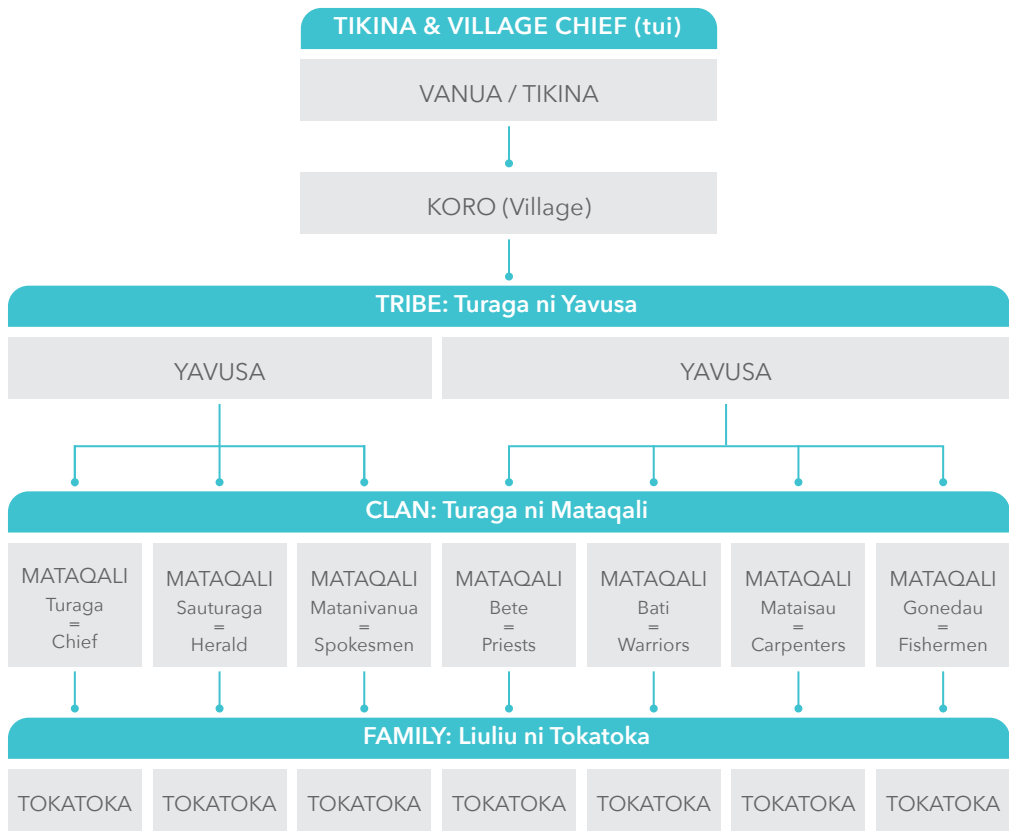 TIKINA & VILLAGE CHIEF (tui)
VANUA / TIKINA
KORO (Village)
TRIBE: Turaga ni Yavusa
YAVUSA
YAVUSA
CLAN: Turaga ni Mataqali
MATAQALI
Turaga
=
Chief
MATAQALI
Sauturaga
=
Herald
MATAQALI
Matanivanua
=
Spokesmen
MATAQALI
Bete
=
Priests
MATAQALI
Bati
=
Warriors
MATAQALI
Mataisau
=
Carpenters
MATAQALI
Gonedau
=
Fishermen
FAMILY: Liuliu ni Tokatoka
TOKATOKA
TOKATOKA
TOKATOKA
TOKATOKA
TOKATOKA
TOKATOKA
TOKATOKA